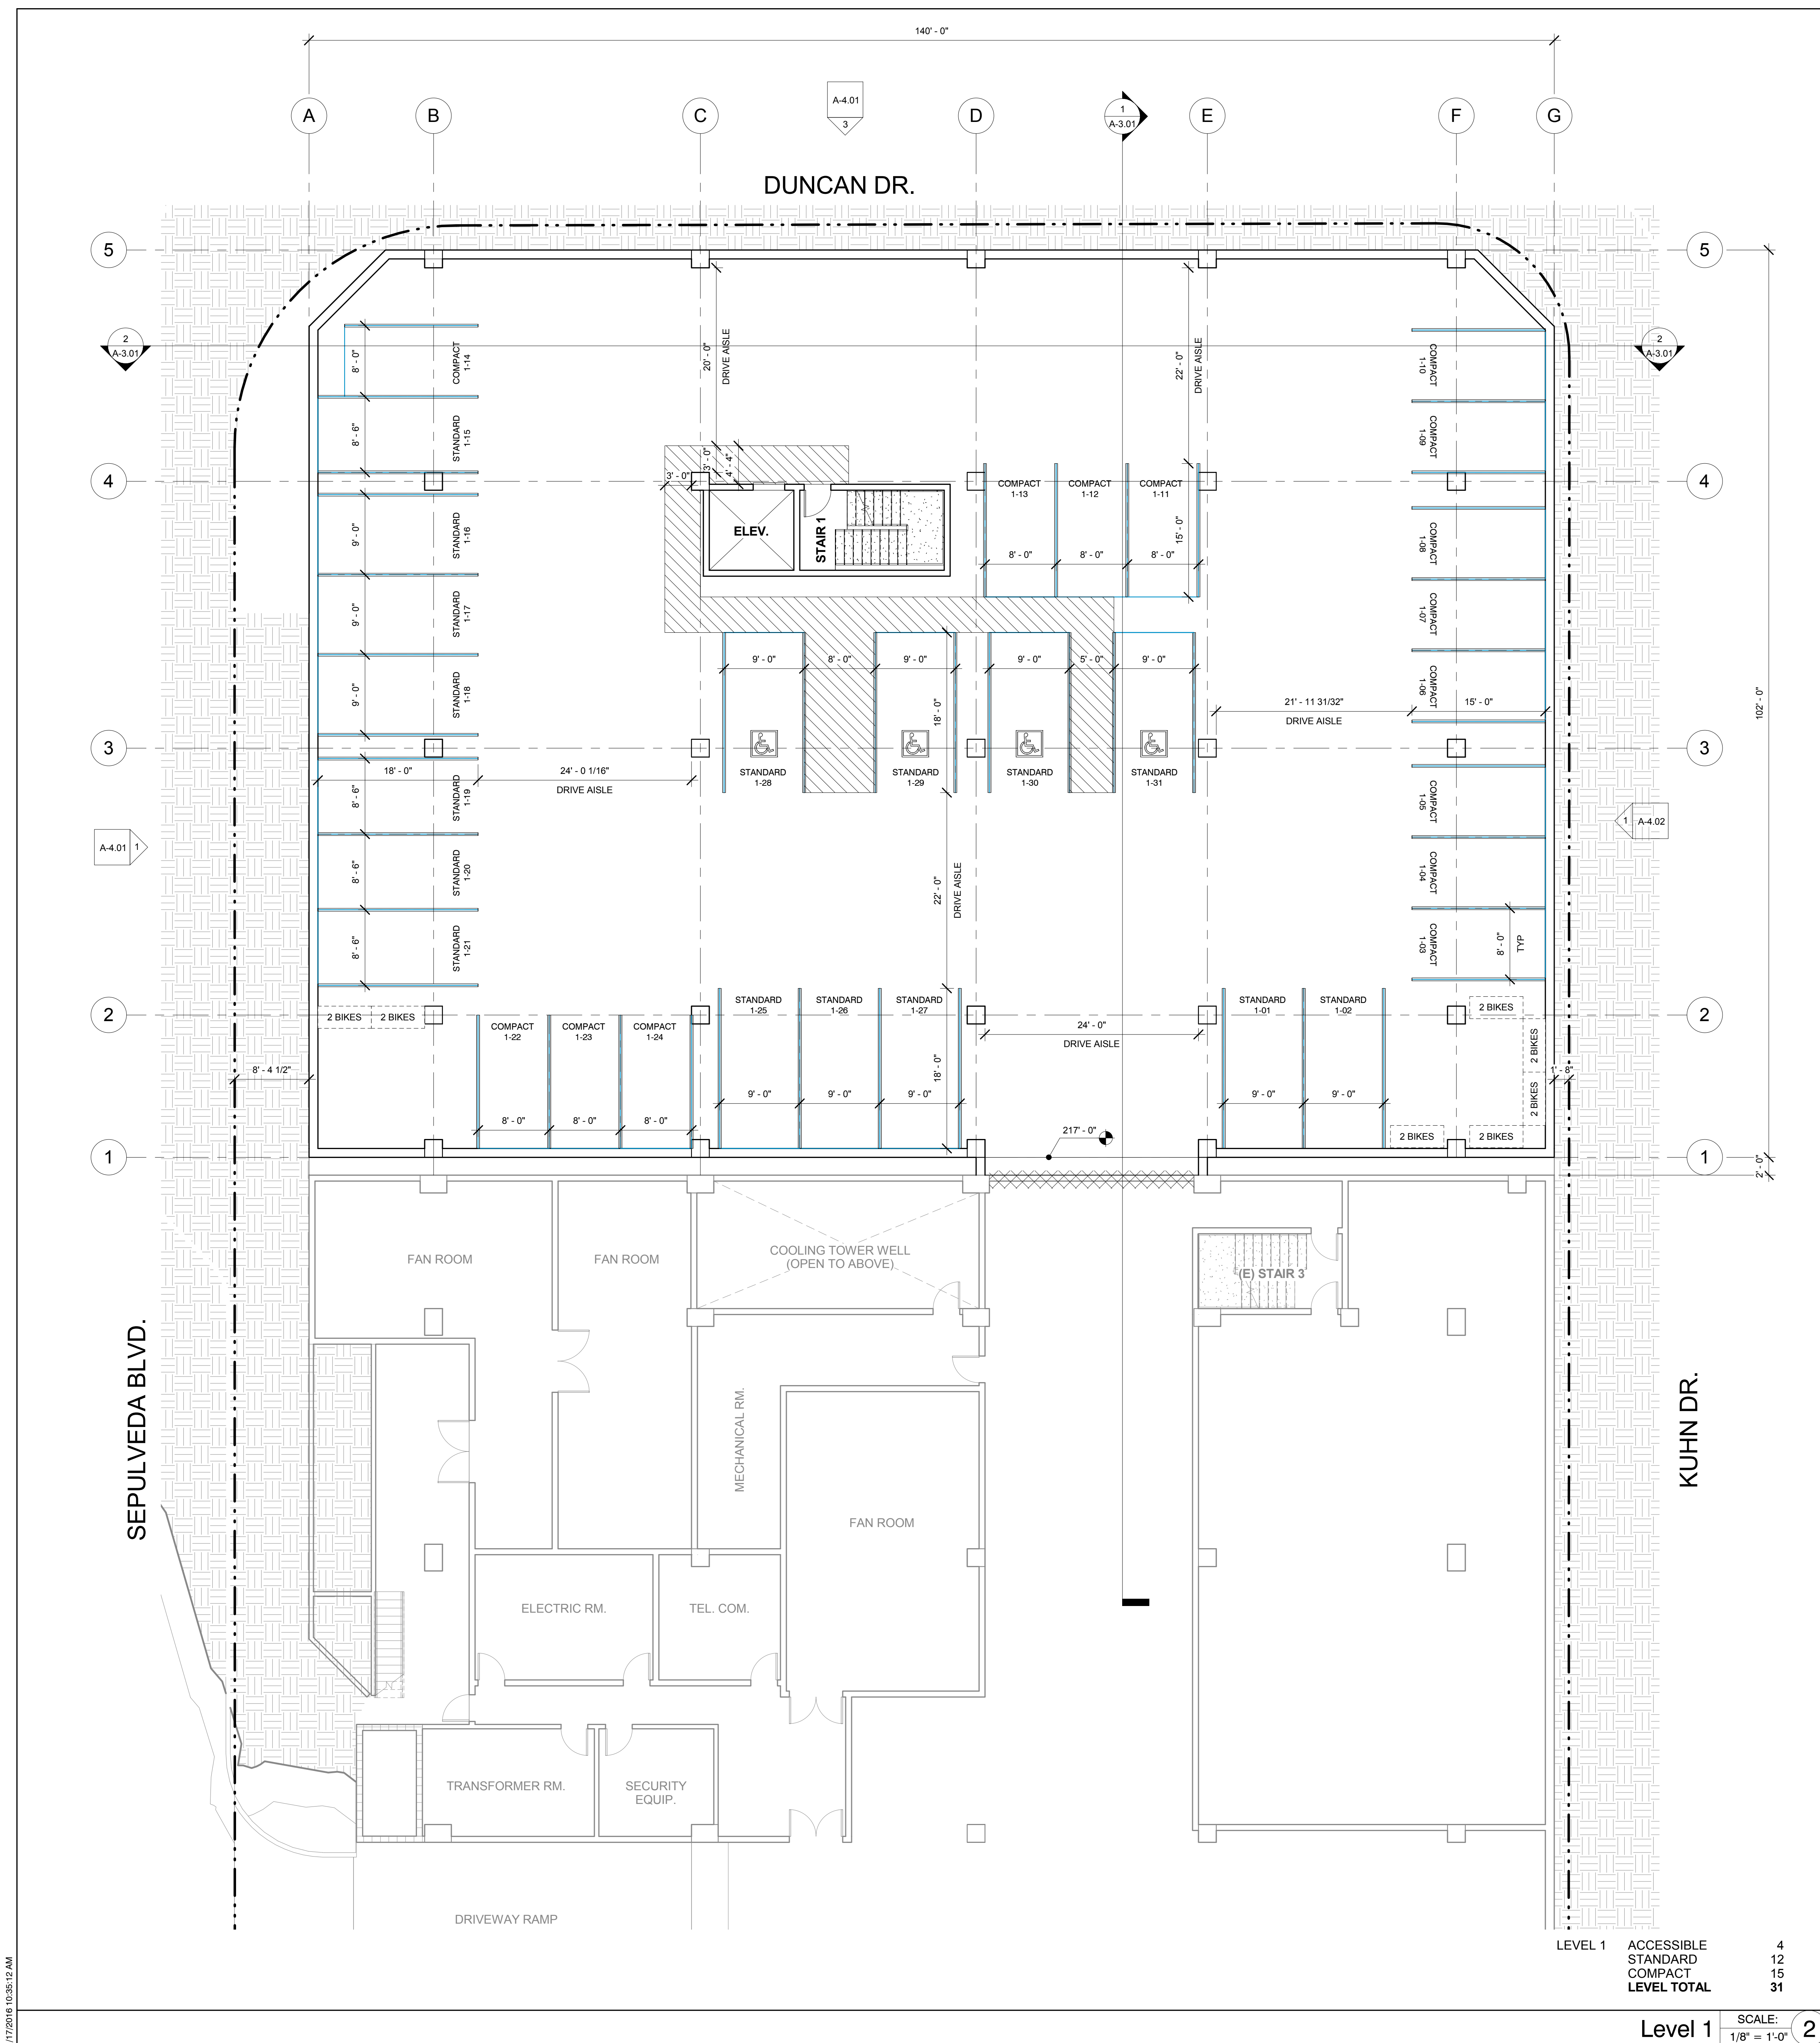 140' - 0"
A
B
C
D
E
F
G
A-4.01
3
1
A-3.01
DUNCAN DR.
5
5
2
A-3.01
2
A-3.01
20' - 0"
DRIVE AISLE
22' - 0"
DRIVE AISLE
8' - 0"
COMPACT
1-14
COMPACT
1-10
8' - 6"
STANDARD
1-15
COMPACT
1-09
4
4
3' - 0"
3' - 0"
4' - 4"
COMPACT
1-13
COMPACT
1-12
COMPACT
1-11
15' - 0"
8' - 0"
8' - 0"
8' - 0"
ELEV.
STAIR 1
9' - 0"
STANDARD
1-16
COMPACT
1-08
9' - 0"
STANDARD
1-17
COMPACT
1-07
9' - 0"
STANDARD
1-18
COMPACT
1-06
9' - 0"
8' - 0"
9' - 0"
9' - 0"
5' - 0"
9' - 0"
18' - 0"
21' - 11 31/32"
DRIVE AISLE
15' - 0"
102' - 0"
3
3
18' - 0"
24' - 0 1/16"
DRIVE AISLE
STANDARD
1-28
STANDARD
1-29
STANDARD
1-30
STANDARD
1-31
8' - 6"
STANDARD
1-19
COMPACT
1-05
A-4.01
1
1
A-4.02
8' - 6"
STANDARD
1-20
COMPACT
1-04
22' - 0"
DRIVE AISLE
8' - 6"
STANDARD
1-21
COMPACT
1-03
8' - 0"
TYP
2
2
2 BIKES
2 BIKES
COMPACT
1-22
COMPACT
1-23
COMPACT
1-24
STANDARD
1-25
STANDARD
1-26
STANDARD
1-27
24' - 0"
DRIVE AISLE
STANDARD
1-01
STANDARD
1-02
2 BIKES
2 BIKES
2 BIKES
8' - 4 1/2"
18' - 0"
1' - 8"
8' - 0"
8' - 0"
8' - 0"
9' - 0"
9' - 0"
9' - 0"
9' - 0"
9' - 0"
217' - 0"
2 BIKES
2 BIKES
1
1
2' - 0"
FAN ROOM
FAN ROOM
COOLING TOWER WELL
(OPEN TO ABOVE)
(E) STAIR 3
SEPULVEDA BLVD.
KUHN DR.
MECHANICAL RM.
FAN ROOM
ELECTRIC RM.
TEL. COM.
TRANSFORMER RM.
SECURITY
EQUIP.
DRIVEWAY RAMP
LEVEL 1 ACCESSIBLE 4
STANDARD 12
COMPACT 15
LEVEL TOTAL 31
/17/2016 10:35:12 AM
Level 1
SCALE:
1/8" = 1'-0"
2